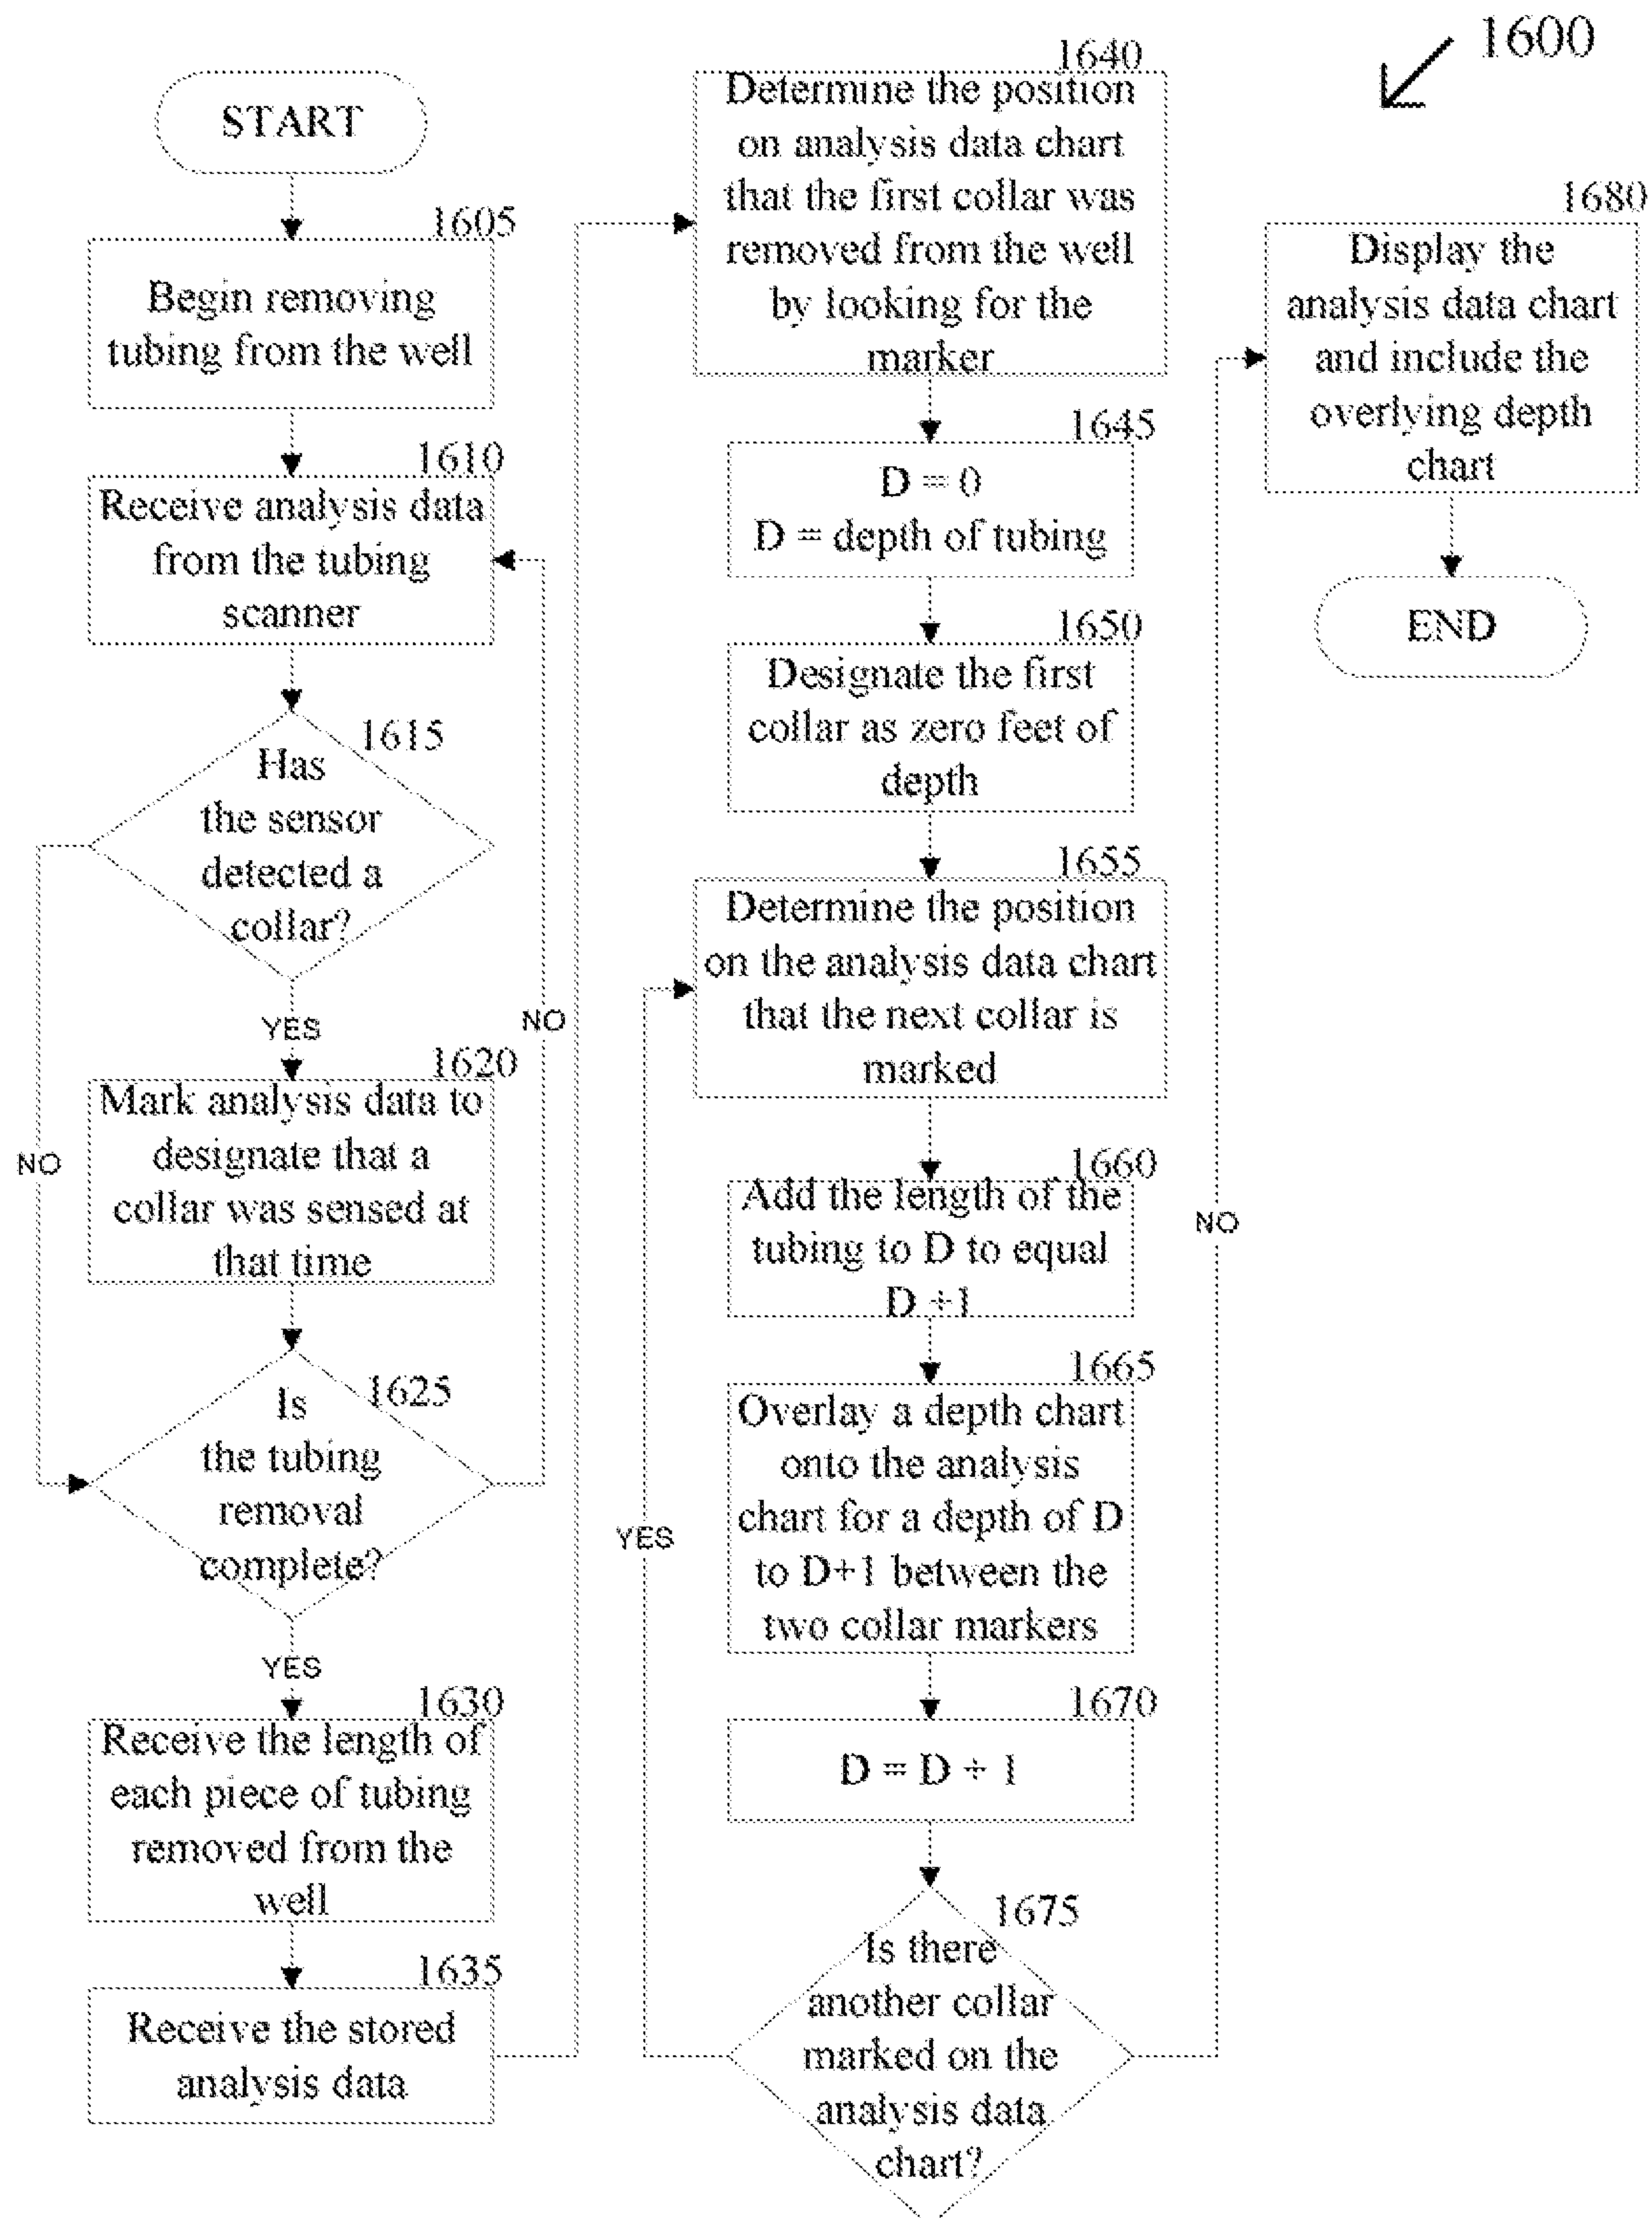 1600
START
1605
Begin removing
tubing from the well
1610
Receive analysis data
from the tubing
scanner
1615
Has
the sensor
detected a
collar?
YES
NO
NO
1620
Mark analysis data to
designate that a
collar was sensed at
that time
1625
Is
the tubing
removal
complete?
YES
1630
Receive the length of
each piece of tubing
removed from the
well
1635
Receive the stored
analysis data
1640
Determine the position
on analysis data chart
that the first collar was
removed from the well
by looking for the
marker
1645
D = 0
D = depth of tubing
1650
Designate the first
collar as zero feet of
depth
1655
Determine the position
on the analysis data chart
that the next collar is
marked
1660
Add the length of the
tubing to D to equal
D +1
1665
Overlay a depth chart
onto the analysis
chart for a depth of D
to D+1 between the
two collar markers
YES
1670
D = D + 1
1675
Is there
another collar
marked on the
analysis data
chart?
NO
1680
Display the
analysis data chart
and include the
overlying depth
chart
END